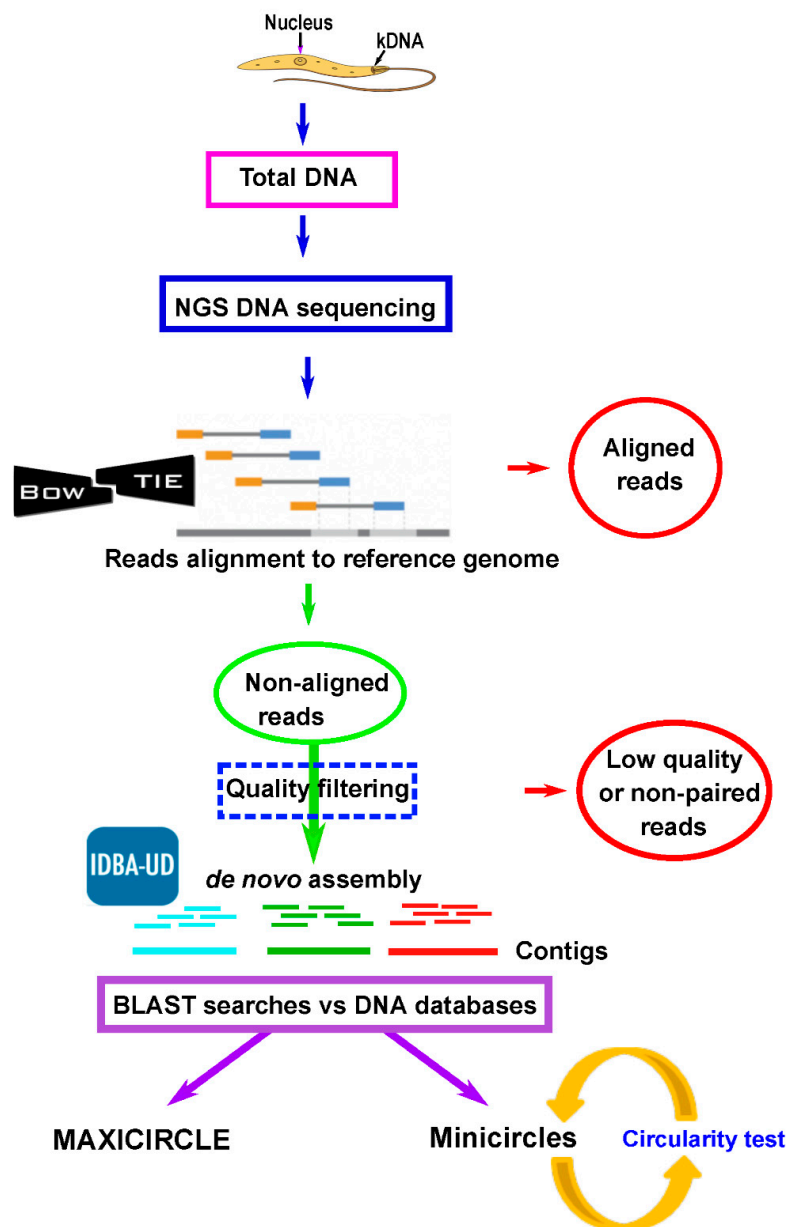 Nucleus
kDNA
Total DNA
NGS DNA sequencing
Bow TIE
Aligned
reads
Reads alignment to reference genome
Non-aligned
reads
Quality filtering
Low quality
or non-paired
reads
IDBA-UD
de novo assembly
Contigs
BLAST searches vs DNA databases
MAXICIRCLE
Minicircles
Circularity test